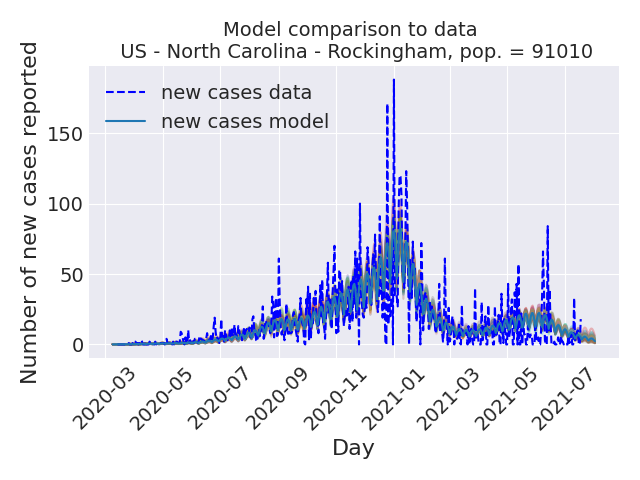 Model comparison to data
US - North Carolina - Rockingham, pop. = 91010
Number of new cases reported
new cases data
new cases model
150
100
50
0
2020-03
2020-05
2020-07
2020-09
2020-11
2021-01
2021-03
2021-05
2021-07
Day